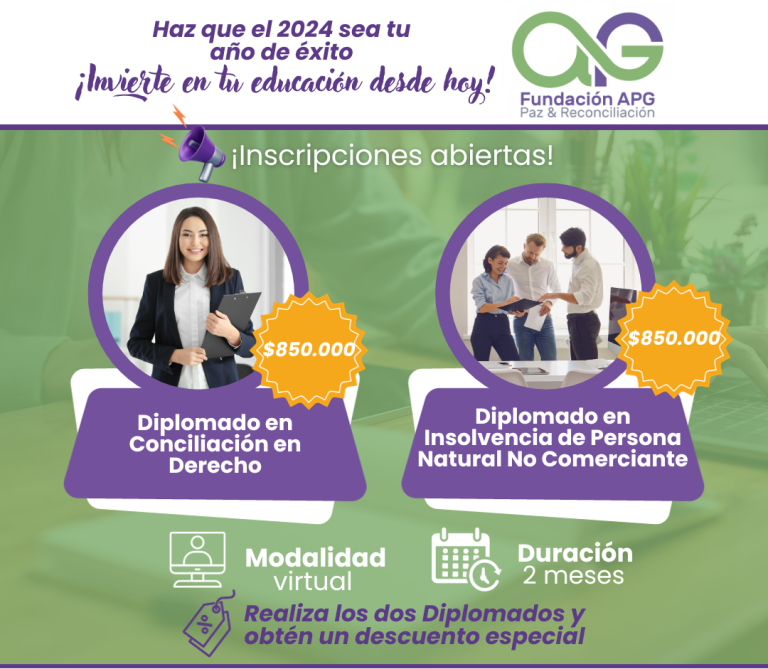 Haz que el 2024 sea tu
año de éxito
¡Invierte en tu educación desde hoy!
aPG
Fundación APG
Paz & Reconciliación
¡Inscripciones abiertas!
$850.000
$850.000
Diplomado en
Conciliación en
Derecho
Diplomado en
Insolvencia de Persona
Natural No Comerciante
Modalidad
virtual
Duración
2 meses
%
Realiza los dos Diplomados y
obtén un descuento especial